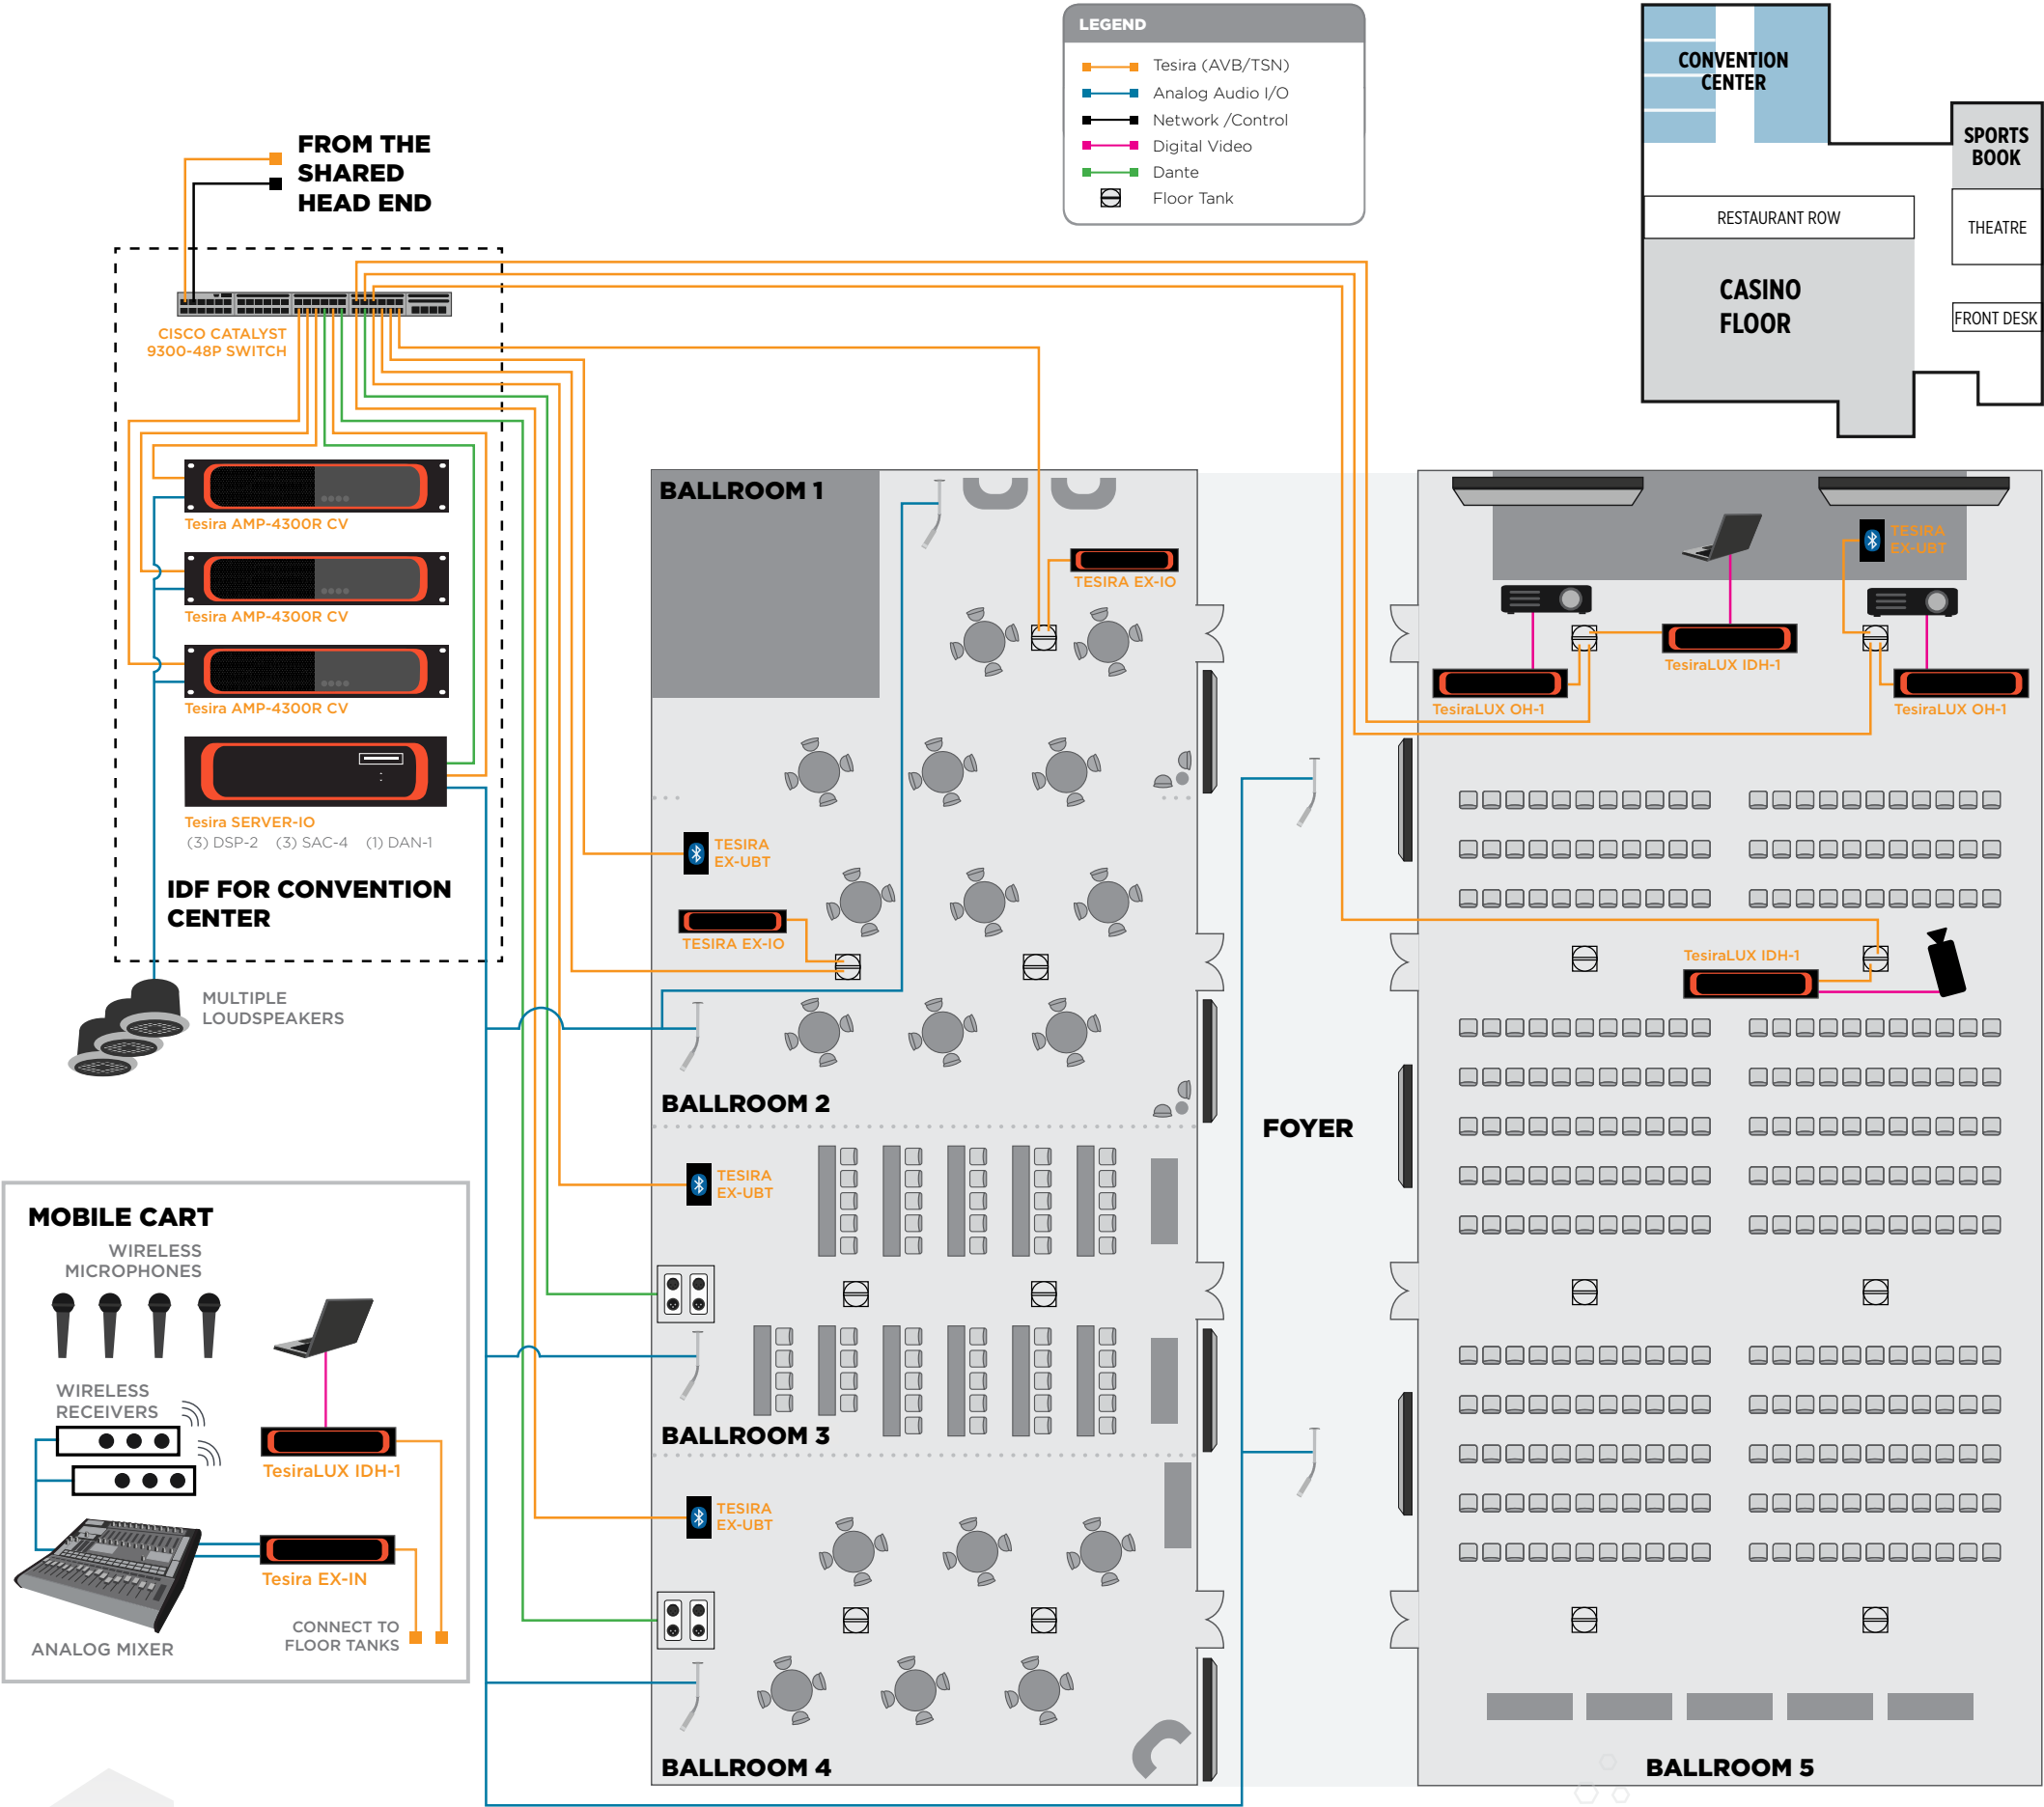 LEGEND
Tesira (AVB/TSN)
Analog Audio I/O
Network /Control
Digital Video
Dante
Floor Tank
CONVENTION
CENTER
SPORTS
BOOK
RESTAURANT ROW
THEATRE
CASINO
FLOOR
FRONT DESK
FROM THE
SHARED
HEAD END
CISCO CATALYST
9300-48P SWITCH
Tesira AMP-4300R CV
Tesira AMP-4300R CV
Tesira AMP-4300R CV
Tesira SERVER-IO
(3) DSP-2 (3) SAC-4 (1) DAN-1
IDF FOR CONVENTION
CENTER
MULTIPLE
LOUDSPEAKERS
MOBILE CART
WIRELESS
MICROPHONES
WIRELESS
RECEIVERS
TesiraLUX IDH-1
Tesira EX-IN
CONNECT TO
FLOOR TANKS
ANALOG MIXER
BALLROOM 1
TESIRA EX-IO
TESIRA
EX-UBT
TESIRA EX-IO
BALLROOM 2
TESIRA
EX-UBT
BALLROOM 3
TESIRA
EX-UBT
BALLROOM 4
FOYER
TESIRA
EX-UBT
TesiraLUX IDH-1
TesiraLUX OH-1
TesiraLUX OH-1
TesiraLUX IDH-1
BALLROOM 5